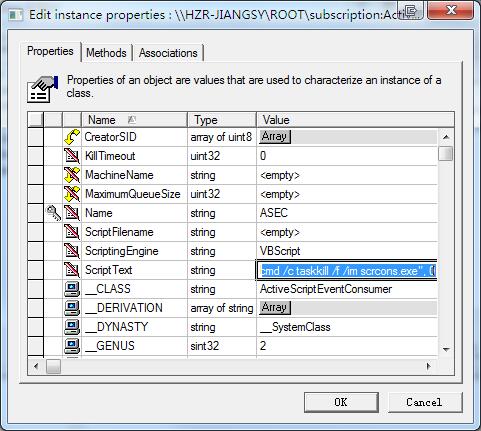 Edit instance properties : \\HZR-JIANGSY\ROOT\subscription:Activ...
Properties Methods Associations
Properties of an object are values that are used to characterize an instance of a
class.
Name Type Value
CreatorSID array of uint8 Array
KillTimeout uint32 0
MachineName string <empty>
MaximumQueueSize uint32 <empty>
Name string ASEC
ScriptFilename string <empty>
ScriptingEngine string VBScript
ScriptText string cmd /c taskkill /f /im scrcons.exe",
__CLASS string ActiveScriptEventConsumer
__DERIVATION array of string Array
__DYNASTY string __SystemClass
__GENUS sint32 2
OK Cancel